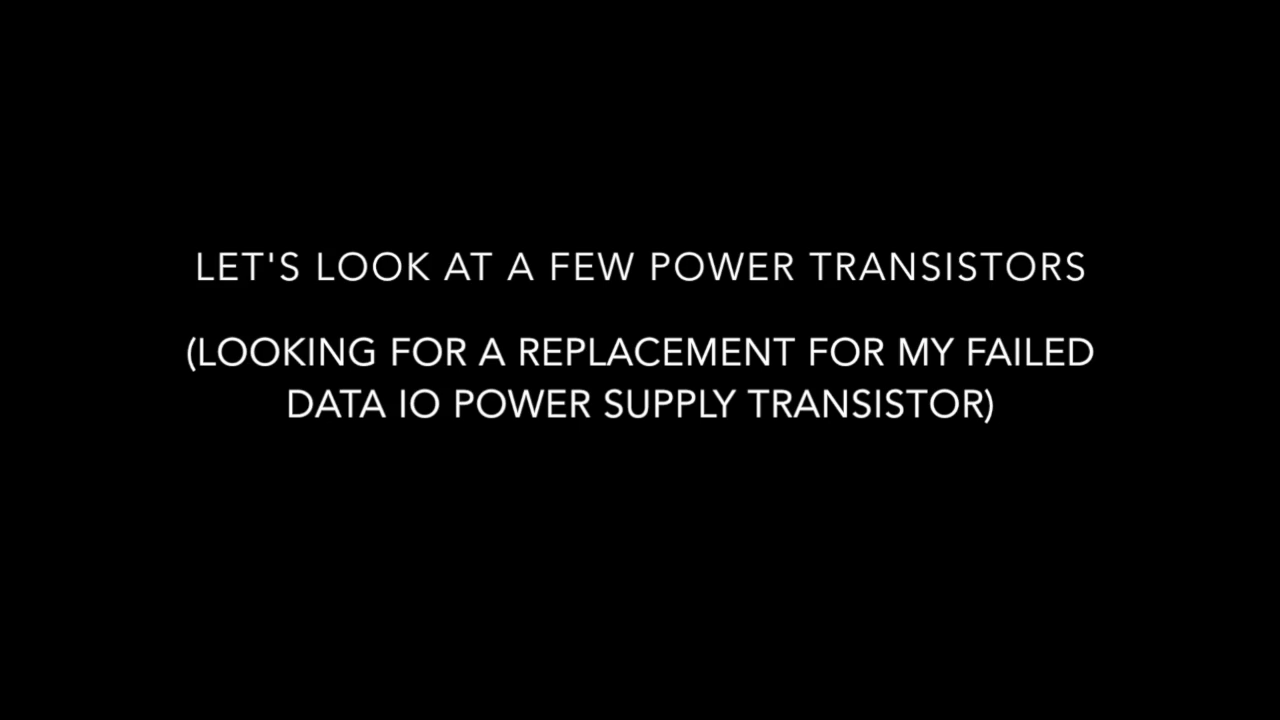 LET'S LOOK AT A FEW POWER TRANSISTORS
(LOOKING FOR A REPLACEMENT FOR MY FAILED
DATA IO POWER SUPPLY TRANSISTOR)